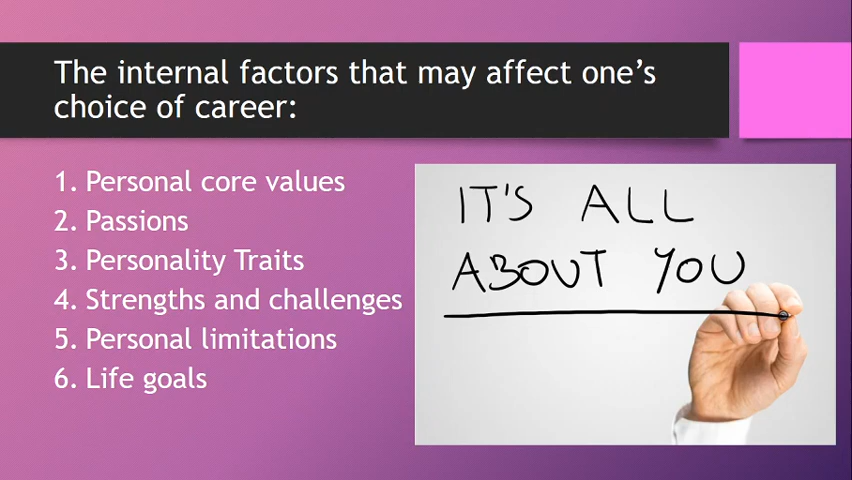 The internal factors that may affect one’s
choice of career:
1. Personal core values
2. Passions
3. Personality Traits
4. Strengths and challenges
5. Personal limitations
6. Life goals
IT'S ALL
ABOUT YOU